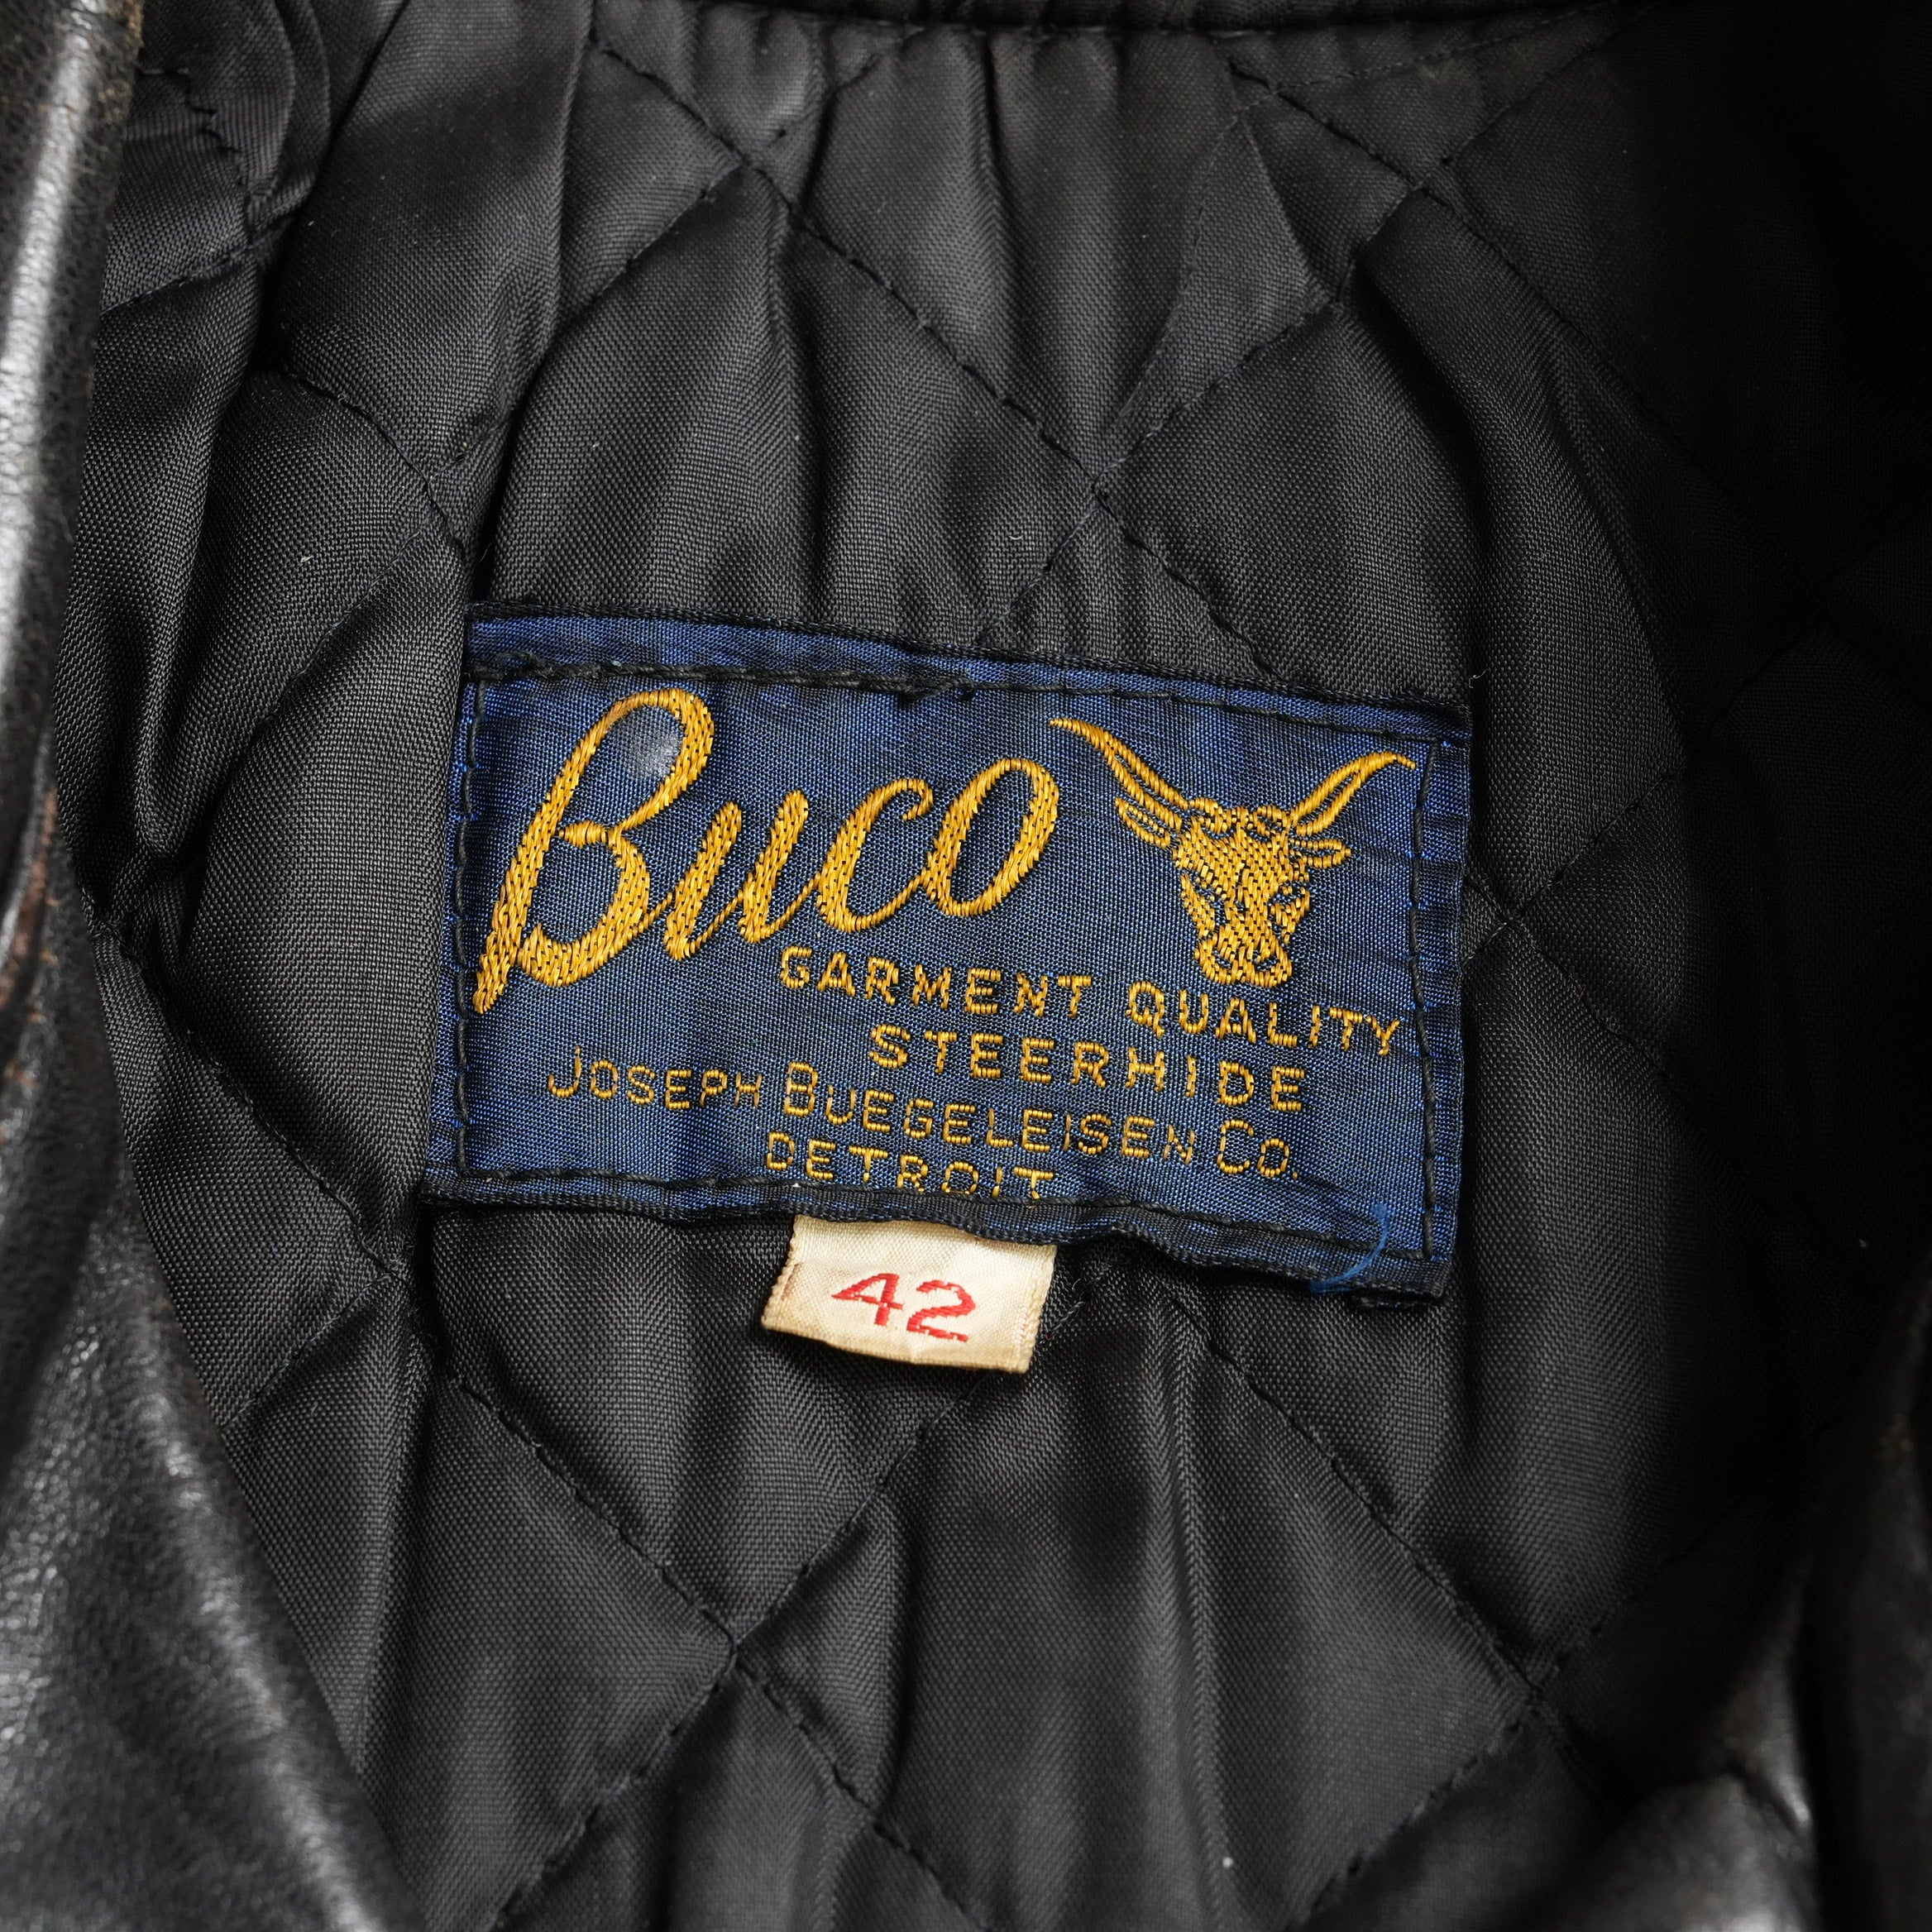 Buco
GARMENT QUALITY
STEERHIDE
JOSEPH BUEGELEISEN CO.
DETROIT
42